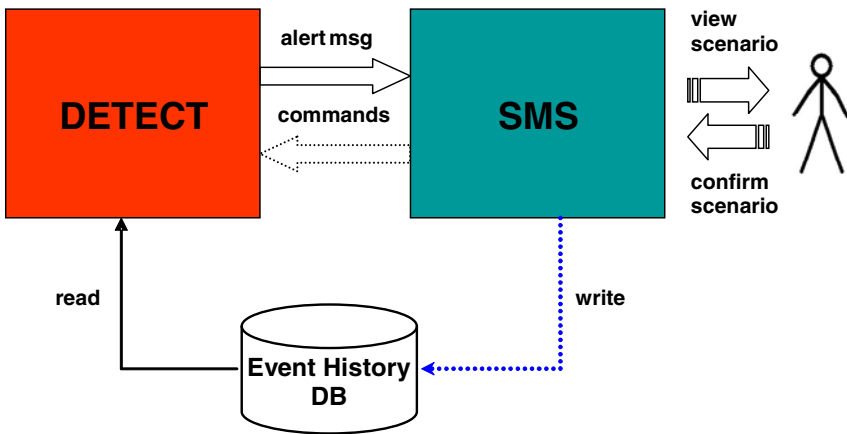 alert msg
DETECT
commands
SMS
view
scenario
confirm
scenario
read
write
Event History
DB